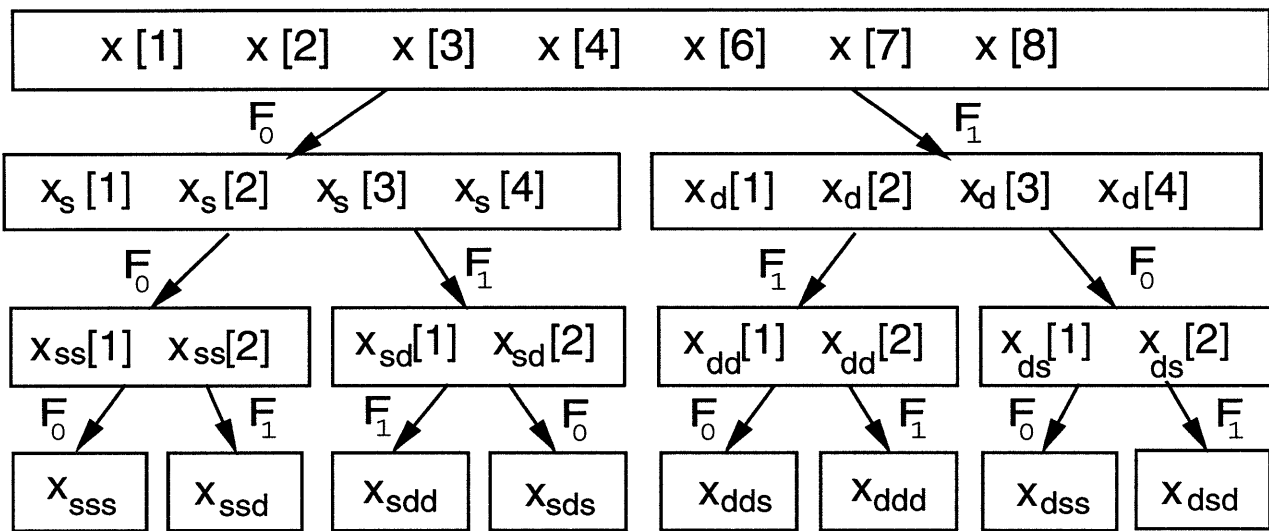 x [1] x [2] x [3] x [4] x [6] x [7] x [8]
F0 F1
xs [1] xs [2] xs [3] xs [4] xd[1] xd[2] xd[3] xd[4]
F0 F1 F1 F0
xss[1] xss[2] xsd[1] xsd[2] xdd[1] xdd[2] xds[1] xds[2]
F0 F1 F1 F0 F0 F1 F0 F1
xsss xssd xsdd xsds xdds xddd xdss xdsd